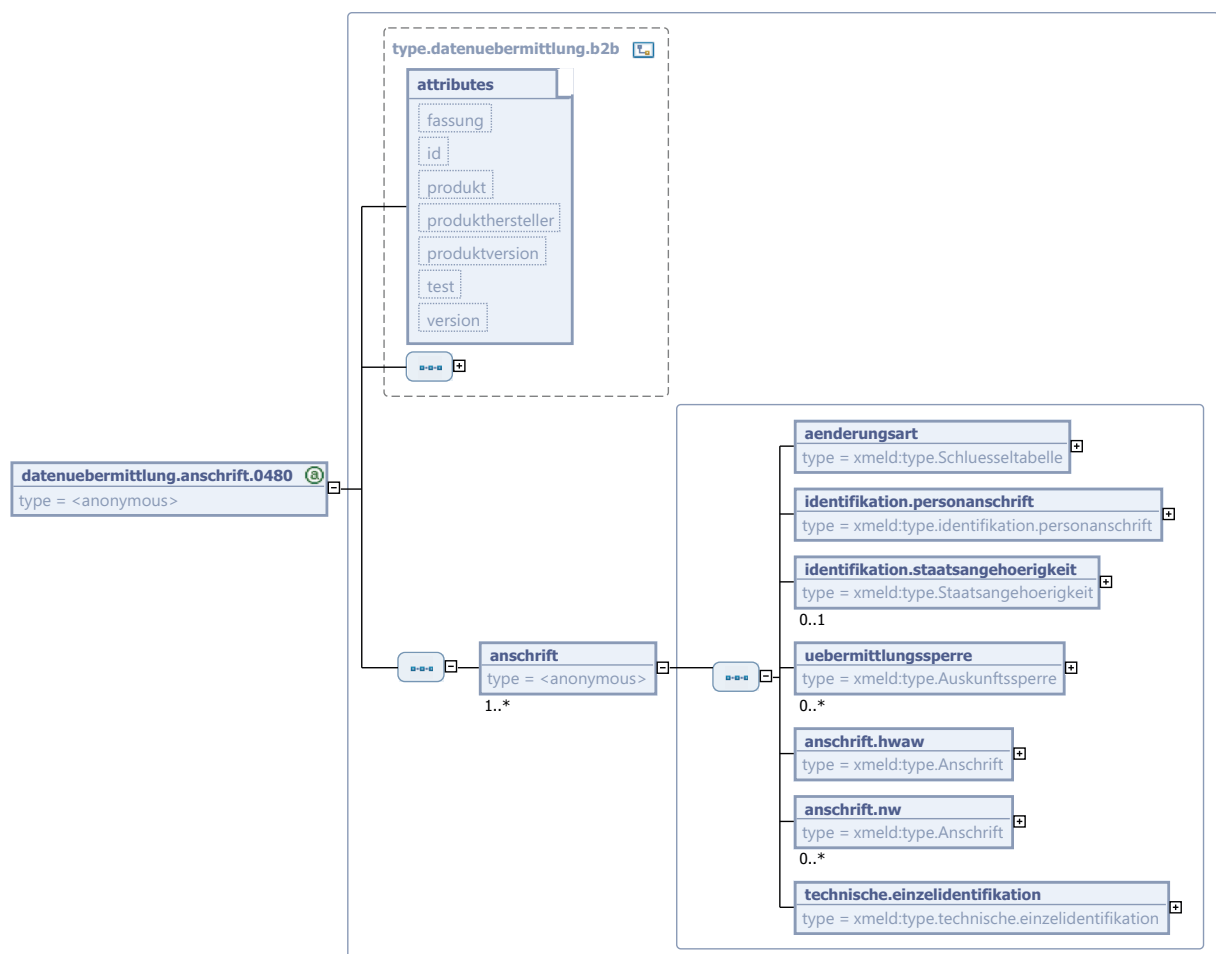 type.datenuebermittlung.b2b
attributes
fassung
id
produkt
produkthersteller
produktversion
test
version
datenuebermittlung.anschrift.0480
type = <anonymous>
anschrift
type = <anonymous>
1..*
aenderungsart
type = xmeld:type.Schluesseltabelle
identifikation.personanschrift
type = xmeld:type.identifikation.personanschrift
identifikation.staatsangehoerigkeit
type = xmeld:type.Staatsangehoerigkeit
0..1
uebermittlungssperre
type = xmeld:type.Auskunftssperre
0..*
anschrift.hwaw
type = xmeld:type.Anschrift
anschrift.nw
type = xmeld:type.Anschrift
0..*
technische.einzelidentifikation
type = xmeld:type.technische.einzelidentifikation